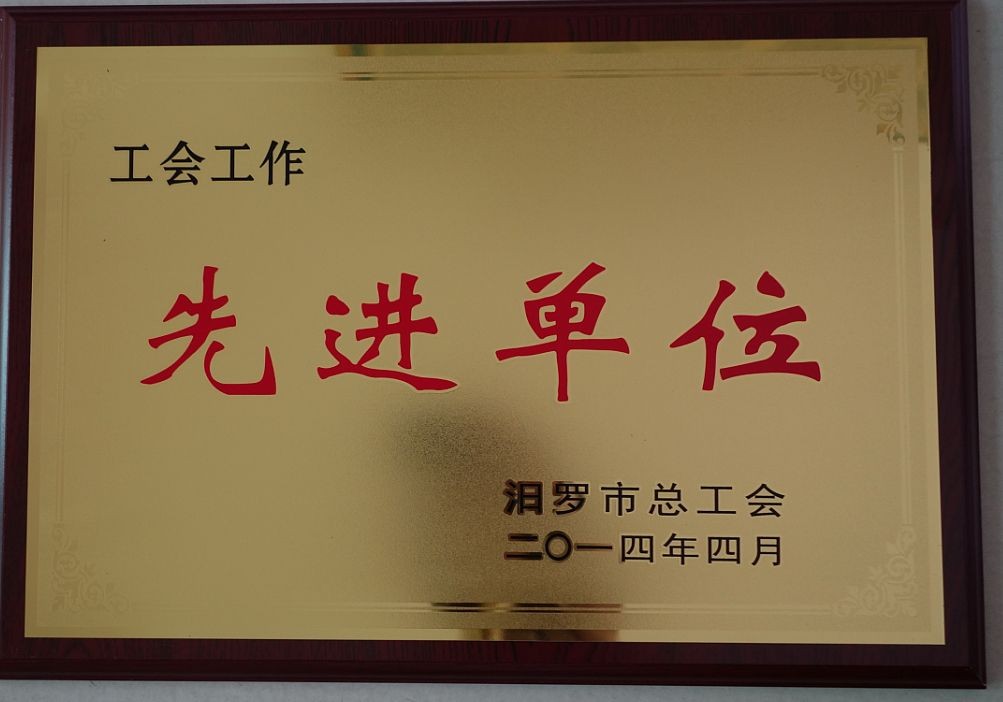 工会工作
先进单位
汨罗市总工会
二〇一四年四月